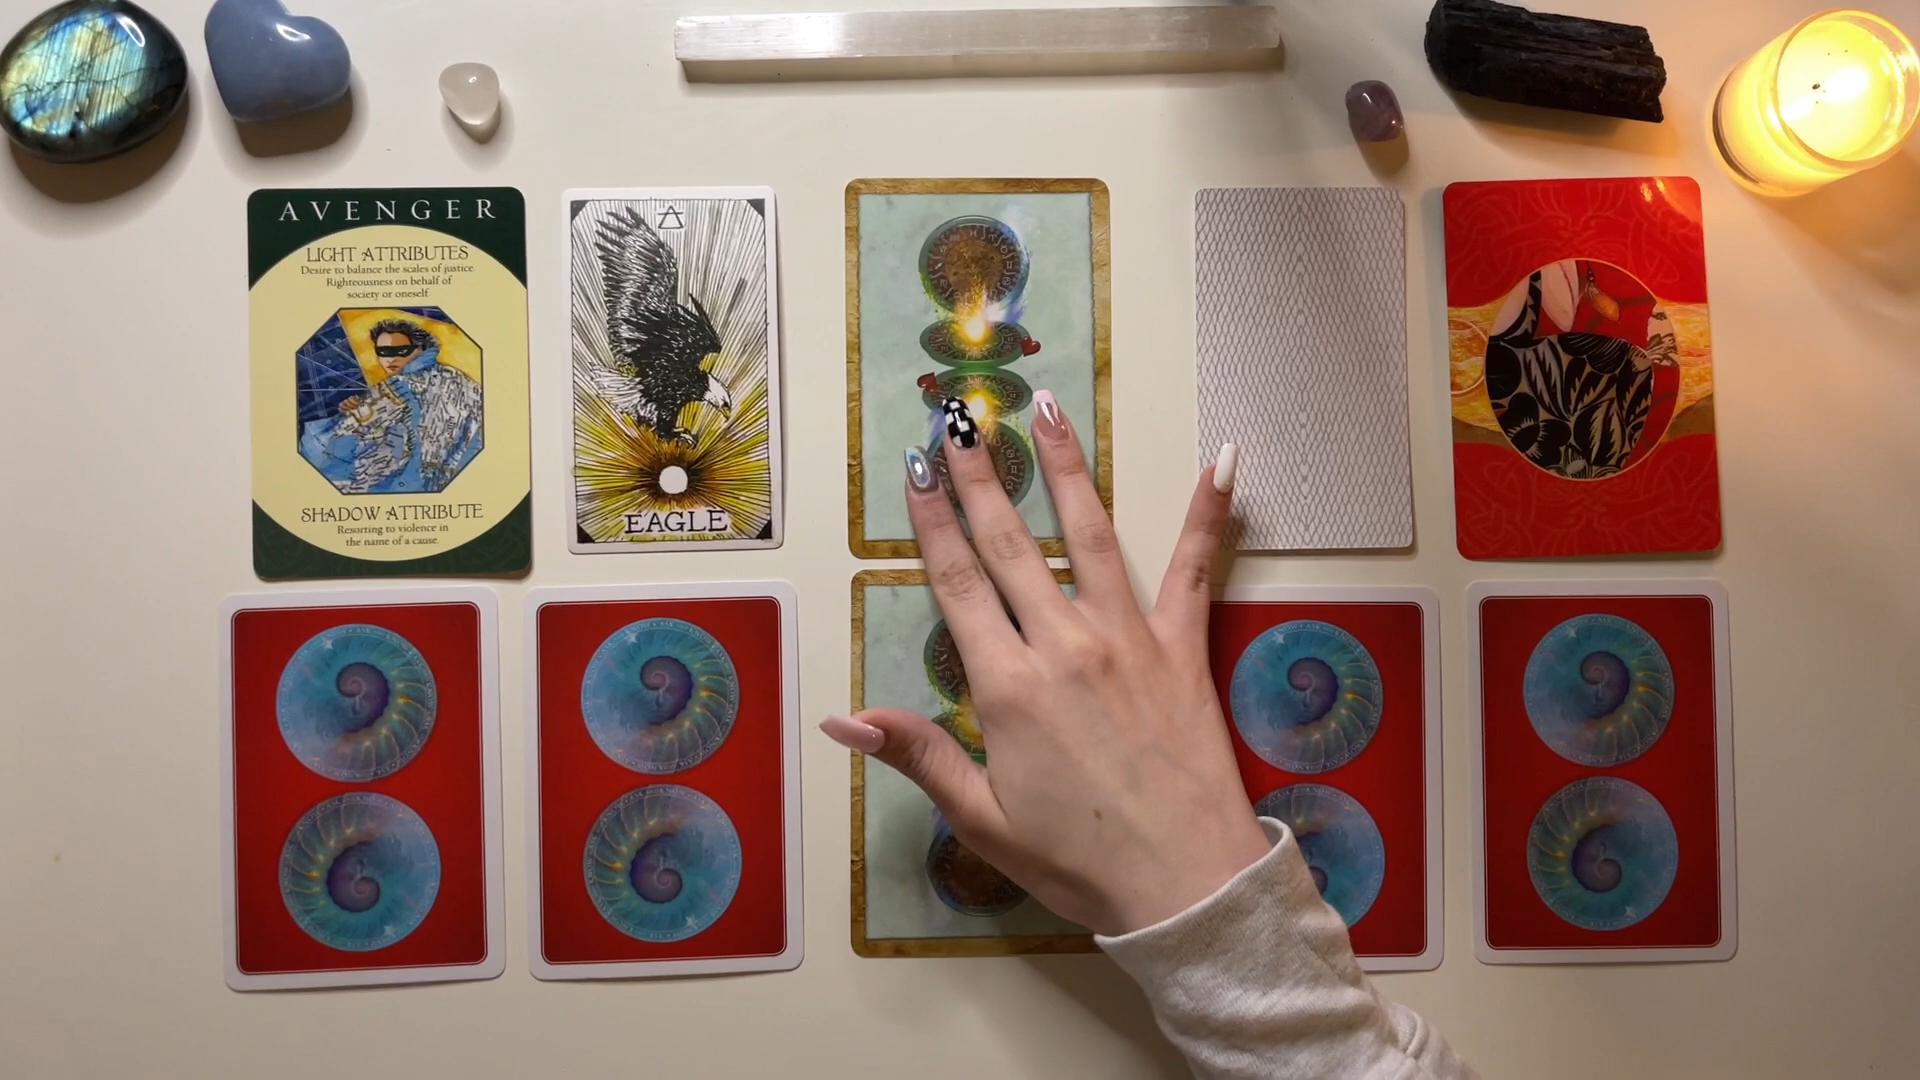 AVENGER
LIGHT ATTRIBUTES
Desire to balance the scales of justice.
Righteousness on behalf of
society or oneself.
SHADOW ATTRIBUTE
Resorting to violence in
the name of a cause.
EAGLE